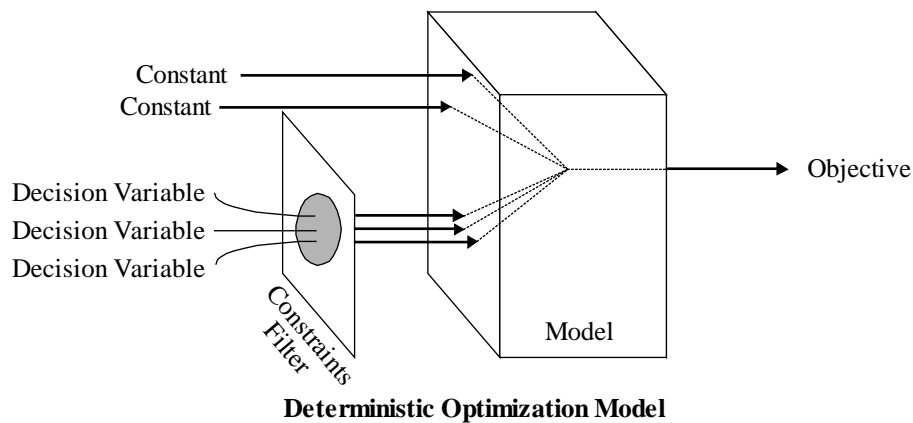 Constant
Constant
Objective
Decision Variable
Decision Variable
Decision Variable
Constraints
Filter
Model
Deterministic Optimization Model